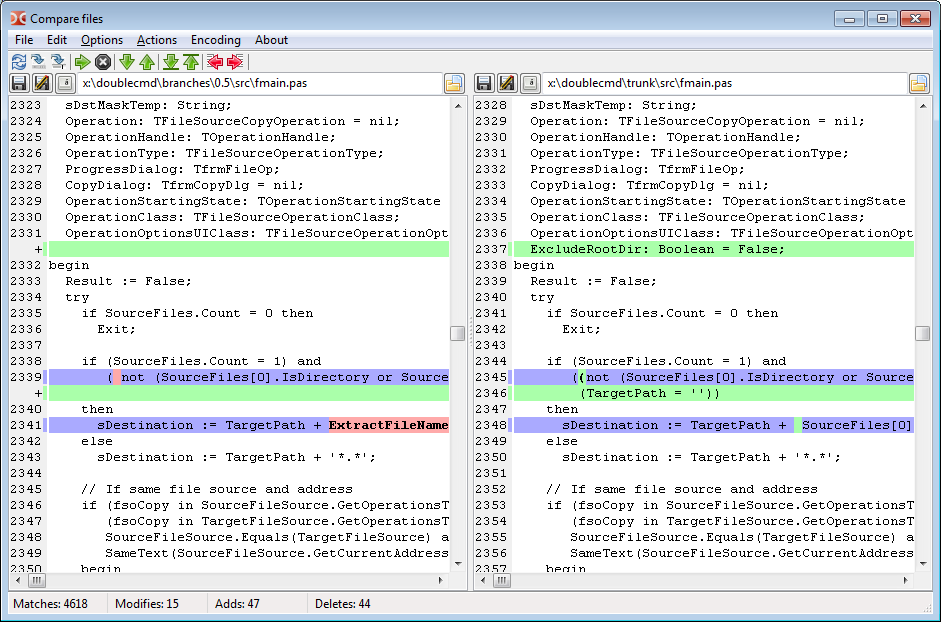 Compare files
File Edit Options Actions Encoding About
x:\doublecmd\branches\0.5\src\fmain.pas
2323 sDstMaskTemp: String;
2324 Operation: TFileSourceCopyOperation = nil;
2325 OperationHandle: TOperationHandle;
2326 OperationType: TFileSourceOperationType;
2327 ProgressDialog: TfrmFileOp;
2328 CopyDialog: TfrmCopyDlg = nil;
2329 OperationStartingState: TOperationStartingState
2330 OperationClass: TFileSourceOperationClass;
2331 OperationOptionsUIClass: TFileSourceOperationOpt
+
2332 begin
2333 Result := False;
2334 try
2335 if SourceFiles.Count = 0 then
2336 Exit;
2337
2338 if (SourceFiles.Count = 1) and
2339 ( not (SourceFiles[0].IsDirectory or Source
+
2340 then
2341 sDestination := TargetPath + ExtractFileName
2342 else
2343 sDestination := TargetPath + '*.*';
2344
2345 // If same file source and address
2346 if (fsoCopy in SourceFileSource.GetOperationsT
2347 (fsoCopy in TargetFileSource.GetOperationsT
2348 SourceFileSource.Equals(TargetFileSource) a
2349 SameText(SourceFileSource.GetCurrentAddress
2350 begin
x:\doublecmd\trunk\src\fmain.pas
2328 sDstMaskTemp: String;
2329 Operation: TFileSourceCopyOperation = nil;
2330 OperationHandle: TOperationHandle;
2331 OperationType: TFileSourceOperationType;
2332 ProgressDialog: TfrmFileOp;
2333 CopyDialog: TfrmCopyDlg = nil;
2334 OperationStartingState: TOperationStartingState
2335 OperationClass: TFileSourceOperationClass;
2336 OperationOptionsUIClass: TFileSourceOperationOpt
2337 ExcludeRootDir: Boolean = False;
2338 begin
2339 Result := False;
2340 try
2341 if SourceFiles.Count = 0 then
2342 Exit;
2343
2344 if (SourceFiles.Count = 1) and
2345 ((not (SourceFiles[0].IsDirectory or Source
2346 (TargetPath = ''))
2347 then
2348 sDestination := TargetPath + SourceFiles[0]
2349 else
2350 sDestination := TargetPath + '*.*';
2351
2352 // If same file source and address
2353 if (fsoCopy in SourceFileSource.GetOperationsT
2354 (fsoCopy in TargetFileSource.GetOperationsT
2355 SourceFileSource.Equals(TargetFileSource) a
2356 SameText(SourceFileSource.GetCurrentAddress
2357 begin
Matches: 4618 Modifies: 15 Adds: 47 Deletes: 44